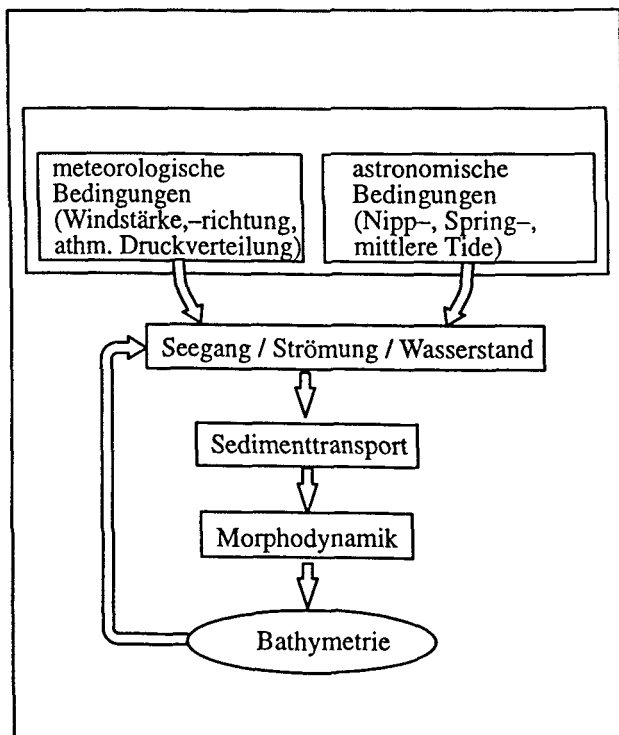 meteorologische
Bedingungen
(Windstärke,–richtung,
athm. Druckverteilung)
astronomische
Bedingungen
(Nipp–, Spring–,
mittlere Tide)
Seegang / Strömung / Wasserstand
Sedimenttransport
Morphodynamik
Bathymetrie